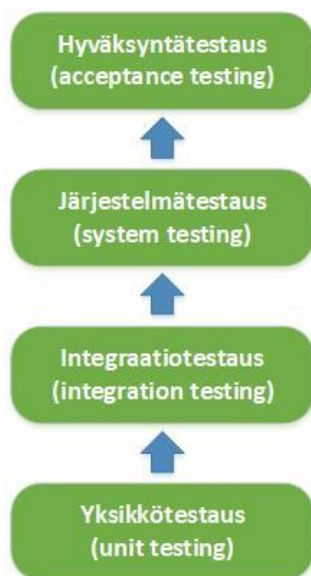 Hyväksyntätestaus
(acceptance testing)
Järjestelmätestaus
(system testing)
Integraatiotestaus
(integration testing)
Yksikkötestaus
(unit testing)